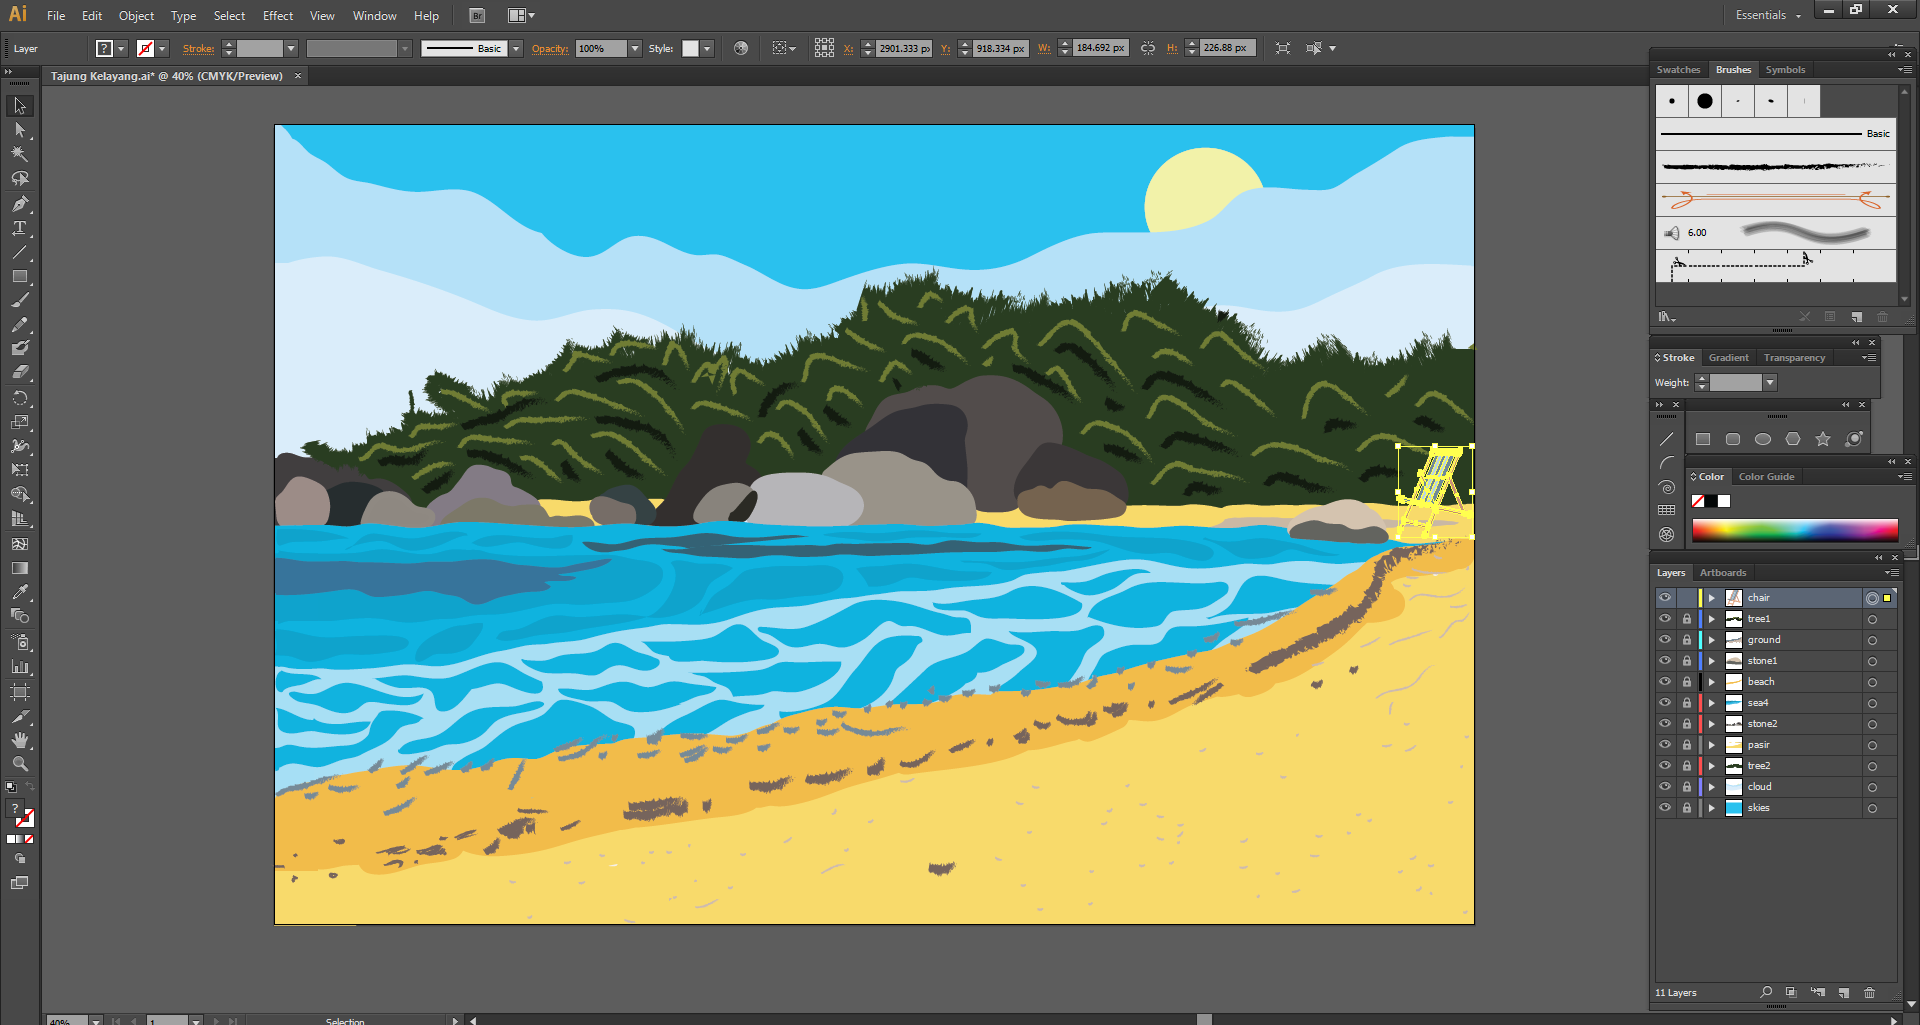 Ai File Edit Object Type Select Effect View Window Help Br Essentials
Layer ? Stroke: Basic Opacity: 100% Style: X: 2901.333 px Y: 918.334 px W: 184.692 px H: 226.88 px
Tajung Kelayang.ai* @ 40% (CMYK/Preview) ×
Swatches Brushes Symbols
Basic
6.00
Stroke Gradient Transparency
Weight:
Color Color Guide
Layers Artboards
chair
tree1
ground
stone1
beach
sea4
stone2
pasir
tree2
cloud
skies
?
11 Layers
40% 1 Selection